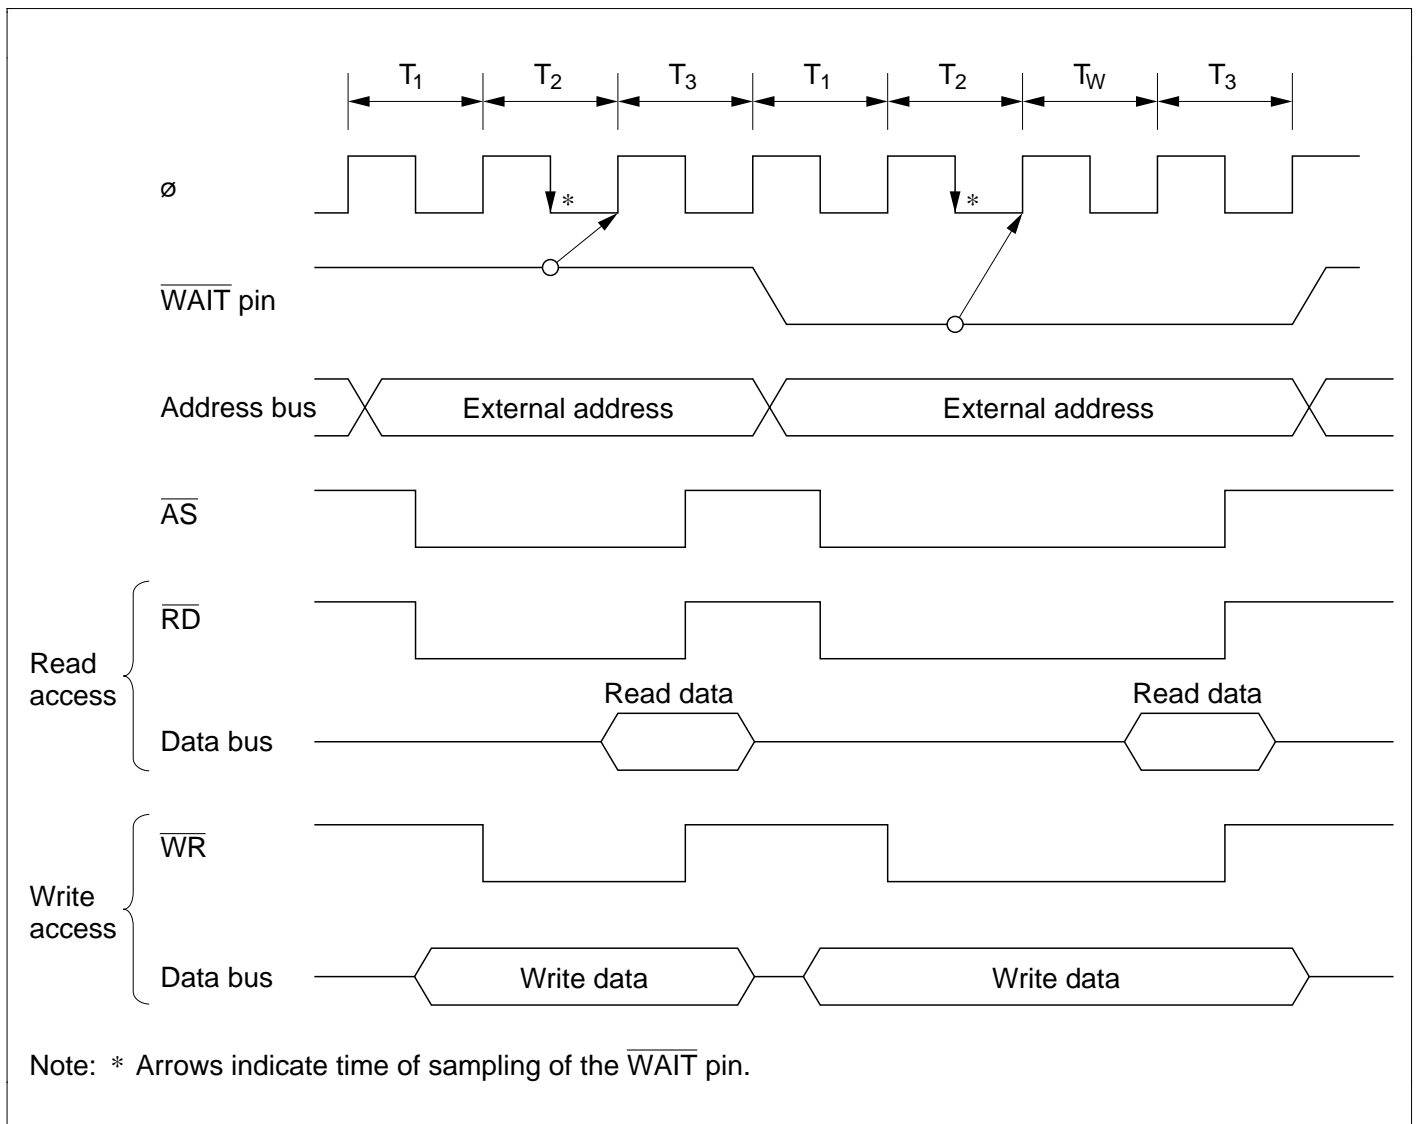 T1 T2 T3 T1 T2 TW T3
ø
* *
WAIT pin
Address bus External address External address
AS
RD
Read access
Read data Read data
Data bus
WR
Write access
Data bus Write data Write data
Note: * Arrows indicate time of sampling of the WAIT pin.